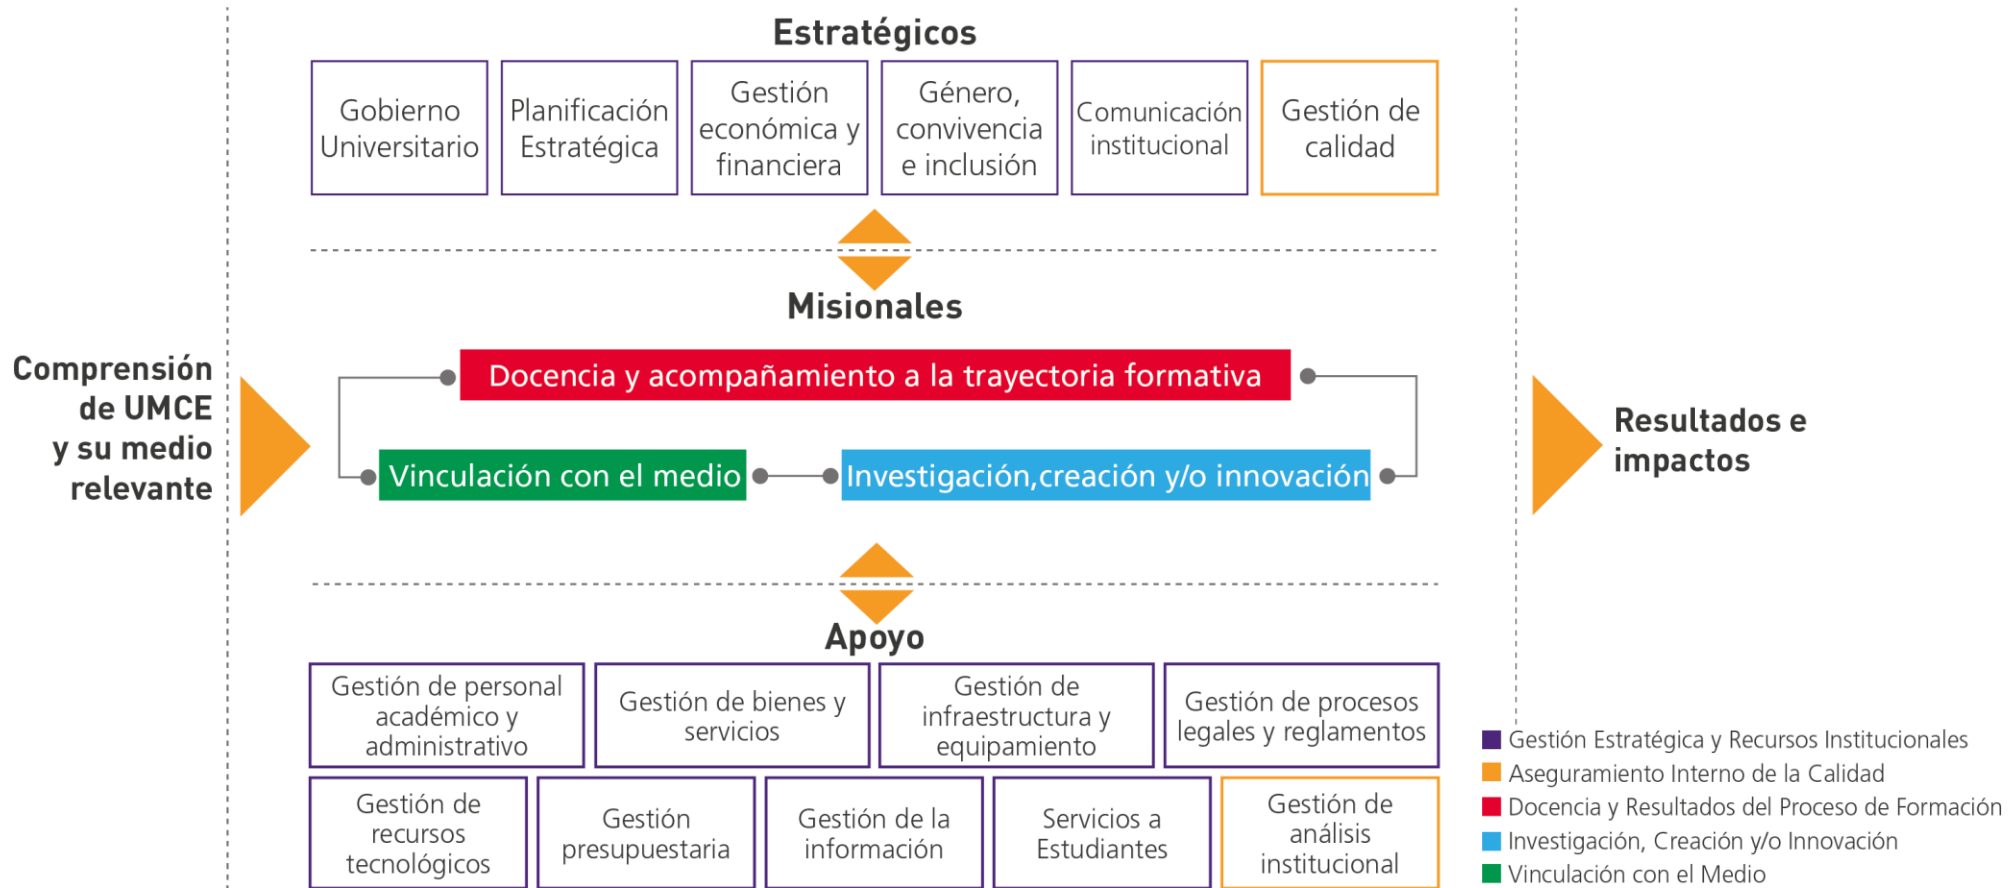 Estratégicos
Gobierno
Universitario
Planificación
Estratégica
Gestión
económica y
financiera
Género,
convivencia
e inclusión
Comunicación
institucional
Gestión de
calidad
Misionales
Comprensión
de UMCE
y su medio
relevante
Docencia y acompañamiento a la trayectoria formativa
Vinculación con el medio
Investigación,creación y/o innovación
Resultados e
impactos
Apoyo
Gestión de personal
académico y
administrativo
Gestión de bienes y
servicios
Gestión de
infraestructura y
equipamiento
Gestión de procesos
legales y reglamentos
Gestión de
recursos
tecnológicos
Gestión
presupuestaria
Gestión de la
información
Servicios a
Estudiantes
Gestión de
análisis
institucional
Gestión Estratégica y Recursos Institucionales
Aseguramiento Interno de la Calidad
Docencia y Resultados del Proceso de Formación
Investigación, Creación y/o Innovación
Vinculación con el Medio